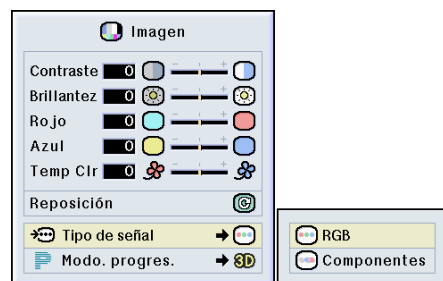 Imagen
Contraste 0
Brillantez 0
Rojo 0
Azul 0
Temp Clr 0
Reposición
Tipo de señal
Modo. progres. 3D
RGB
Componentes